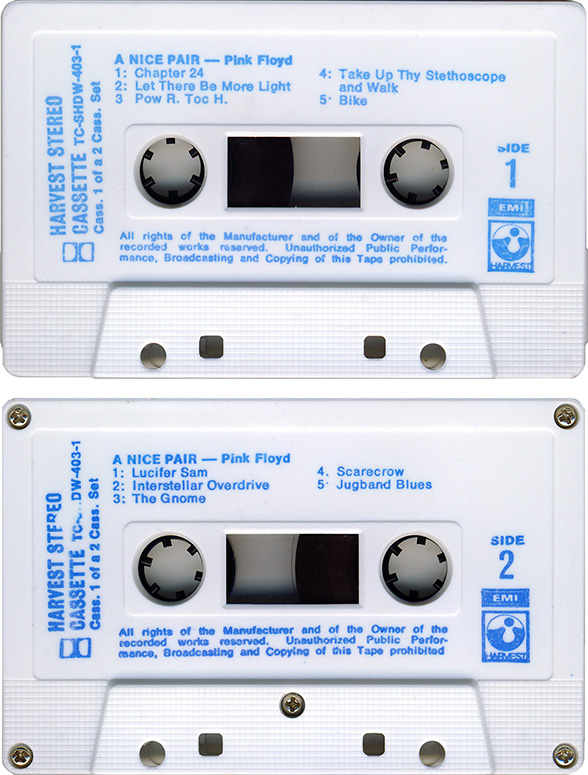 A NICE PAIR — Pink Floyd
1: Chapter 24
2: Let There Be More Light
3 Pow R. Toc H.
4: Take Up Thy Stethoscope
and Walk
5· Bike
HARVEST STEREO
CASSETTE TC-SHDW-403-1
Cass. 1 of a 2 Cass. Set
SIDE
1
EMI
HARVEST
All rights of the Manufacturer and of the Owner of the
recorded works reserved. Unauthorized Public Perfor-
mance, Broadcasting and Copying of this Tape prohibited.
A NICE PAIR — Pink Floyd
1: Lucifer Sam
2: Interstellar Overdrive
3: The Gnome
4. Scarecrow
5· Jugband Blues
HARVEST STEREO
CASSETTE DW-403-1
Cass. 1 of a 2 Cass. Set
SIDE
2
EMI
HARVEST
All rights of the Manufacturer and of the Owner of the
recorded works reserved. Unauthorized Public Perfor-
mance, Broadcasting and Copying of this Tape prohibited